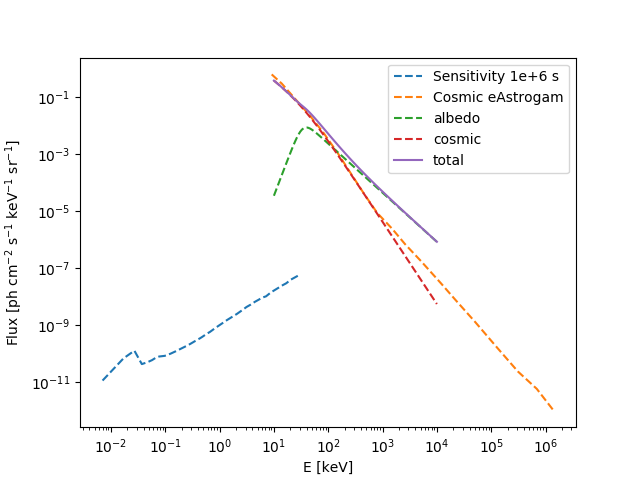 Sensitivity 1e+6 s
Cosmic eAstrogam
albedo
cosmic
total
Flux [ph cm⁻² s⁻¹ keV⁻¹ sr⁻¹]
10⁻¹
10⁻³
10⁻⁵
10⁻⁷
10⁻⁹
10⁻¹¹
10⁻² 10⁻¹ 10⁰ 10¹ 10² 10³ 10⁴ 10⁵ 10⁶
E [keV]